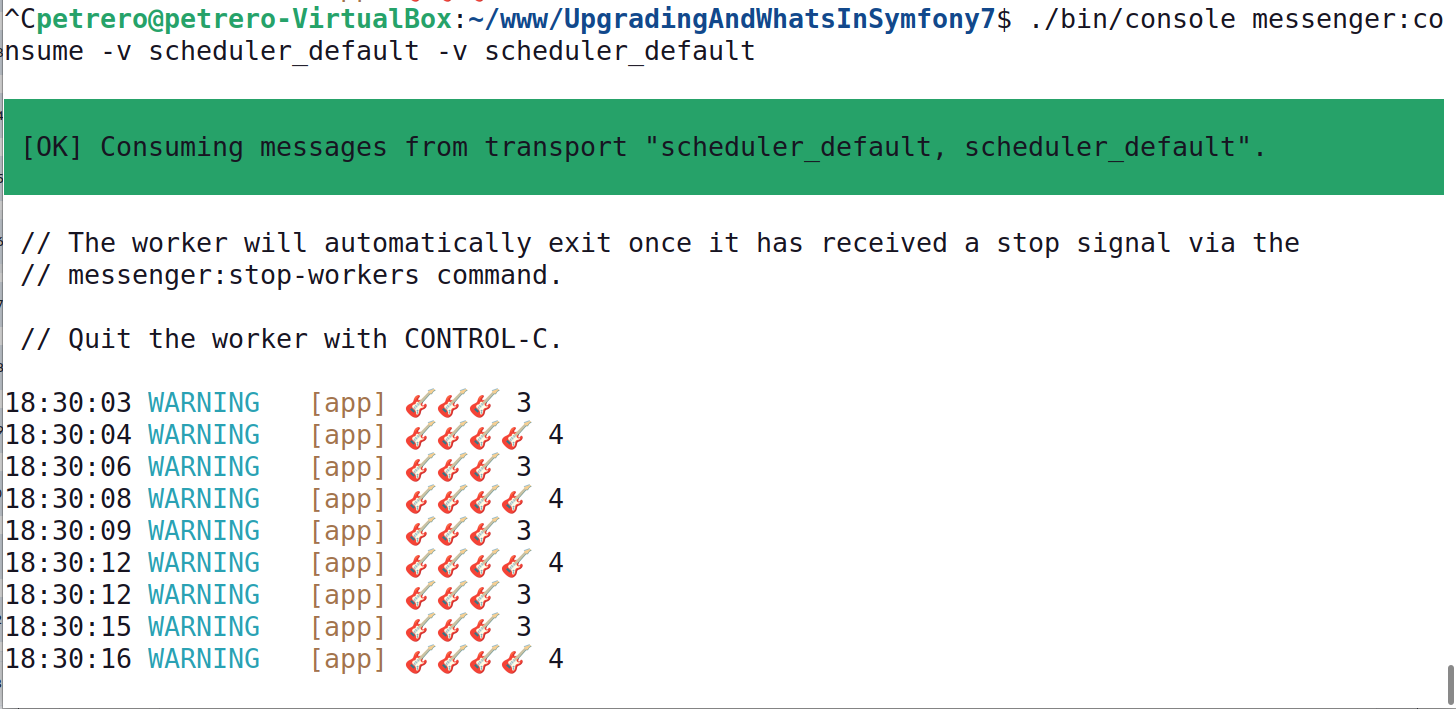 ^Cpetrero@petrero-VirtualBox:~/www/UpgradingAndWhatsInSymfony7$ ./bin/console messenger:co
nsume -v scheduler_default -v scheduler_default
[OK] Consuming messages from transport "scheduler_default, scheduler_default".
// The worker will automatically exit once it has received a stop signal via the
// messenger:stop-workers command.
// Quit the worker with CONTROL-C.
18:30:03 WARNING [app] 🎸🎸🎸 3
18:30:04 WARNING [app] 🎸🎸🎸🎸 4
18:30:06 WARNING [app] 🎸🎸🎸 3
18:30:08 WARNING [app] 🎸🎸🎸🎸 4
18:30:09 WARNING [app] 🎸🎸🎸 3
18:30:12 WARNING [app] 🎸🎸🎸🎸 4
18:30:12 WARNING [app] 🎸🎸🎸 3
18:30:15 WARNING [app] 🎸🎸🎸 3
18:30:16 WARNING [app] 🎸🎸🎸🎸 4